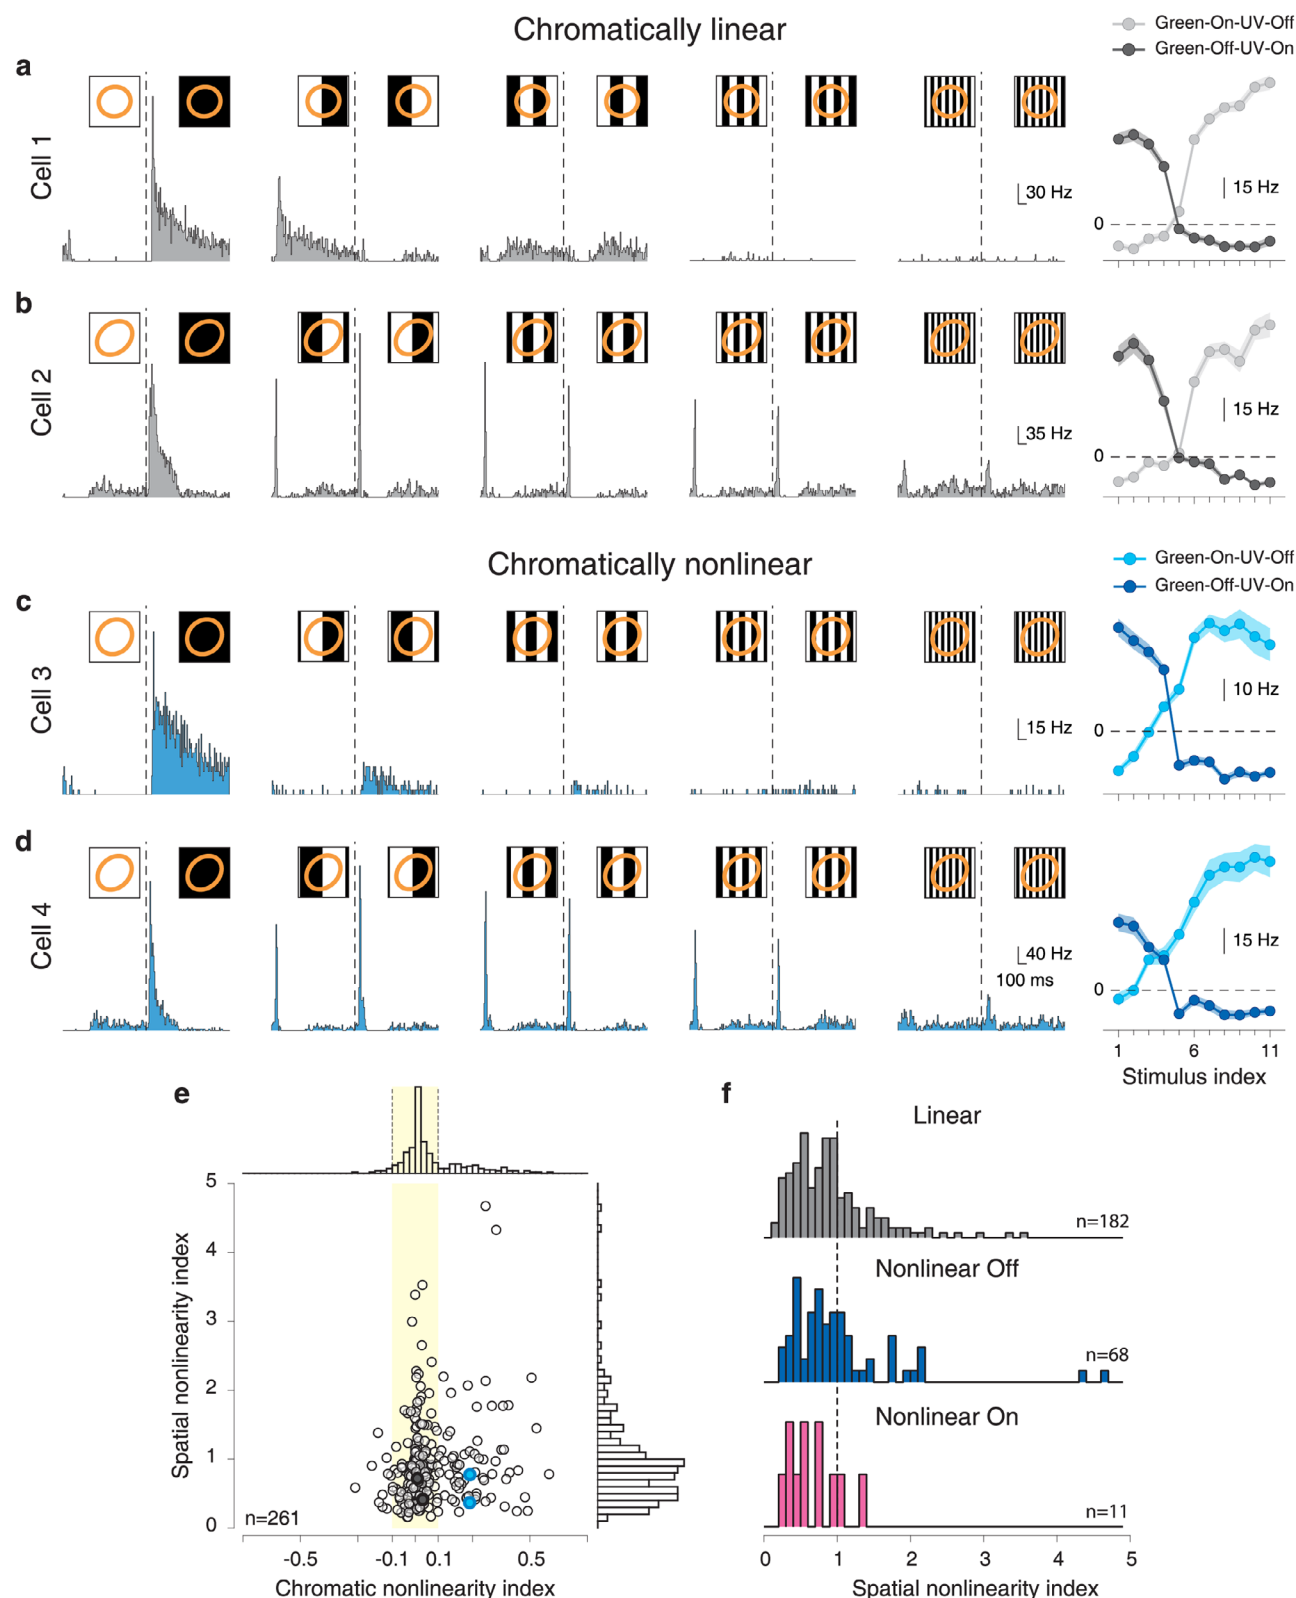 Chromatically linear
Green-On-UV-Off
Green-Off-UV-On
a
Cell 1
30 Hz
15 Hz
0
b
Cell 2
35 Hz
15 Hz
0
Chromatically nonlinear
Green-On-UV-Off
Green-Off-UV-On
c
Cell 3
15 Hz
10 Hz
0
d
Cell 4
40 Hz
100 ms
15 Hz
0
1 6 11
Stimulus index
e
5
4
3
2
1
0
Spatial nonlinearity index
n=261
-0.5 -0.1 0.1 0.5
Chromatic nonlinearity index
f
Linear
n=182
Nonlinear Off
n=68
Nonlinear On
n=11
0 1 2 3 4 5
Spatial nonlinearity index